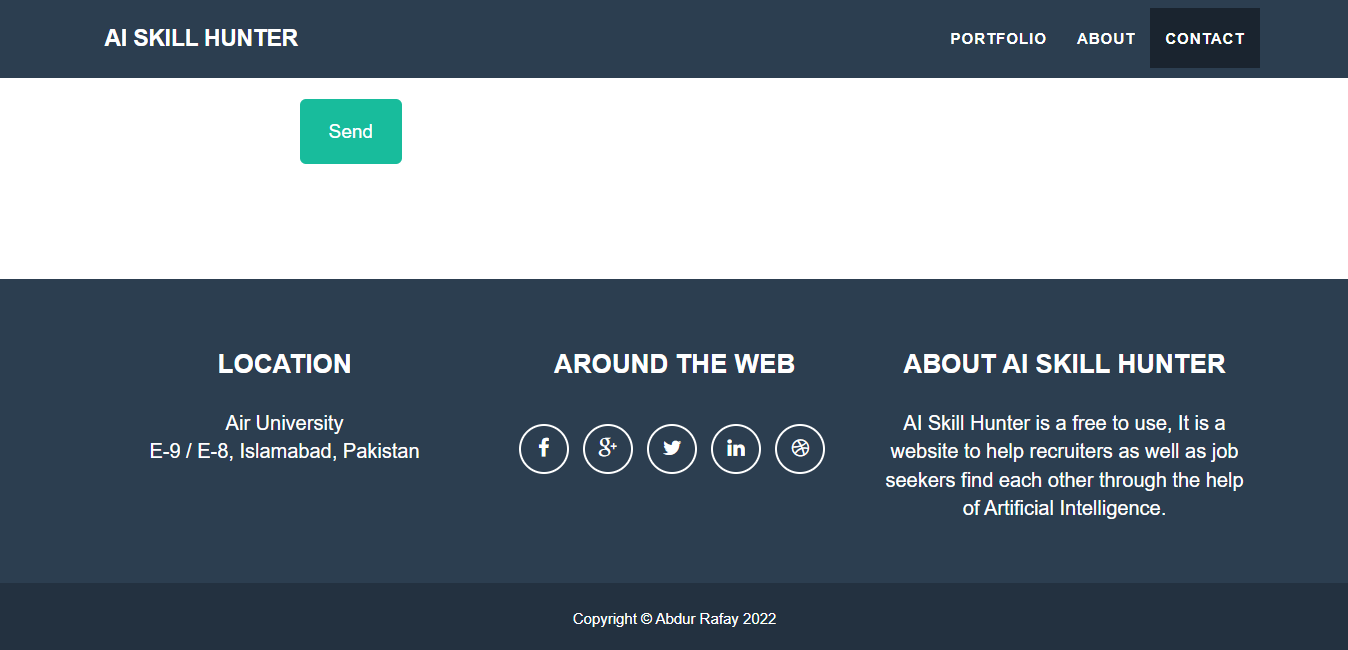 AI SKILL HUNTER
PORTFOLIO
ABOUT
CONTACT
Send
LOCATION
Air University
E-9 / E-8, Islamabad, Pakistan
AROUND THE WEB
ABOUT AI SKILL HUNTER
AI Skill Hunter is a free to use, It is a
website to help recruiters as well as job
seekers find each other through the help
of Artificial Intelligence.
Copyright © Abdur Rafay 2022